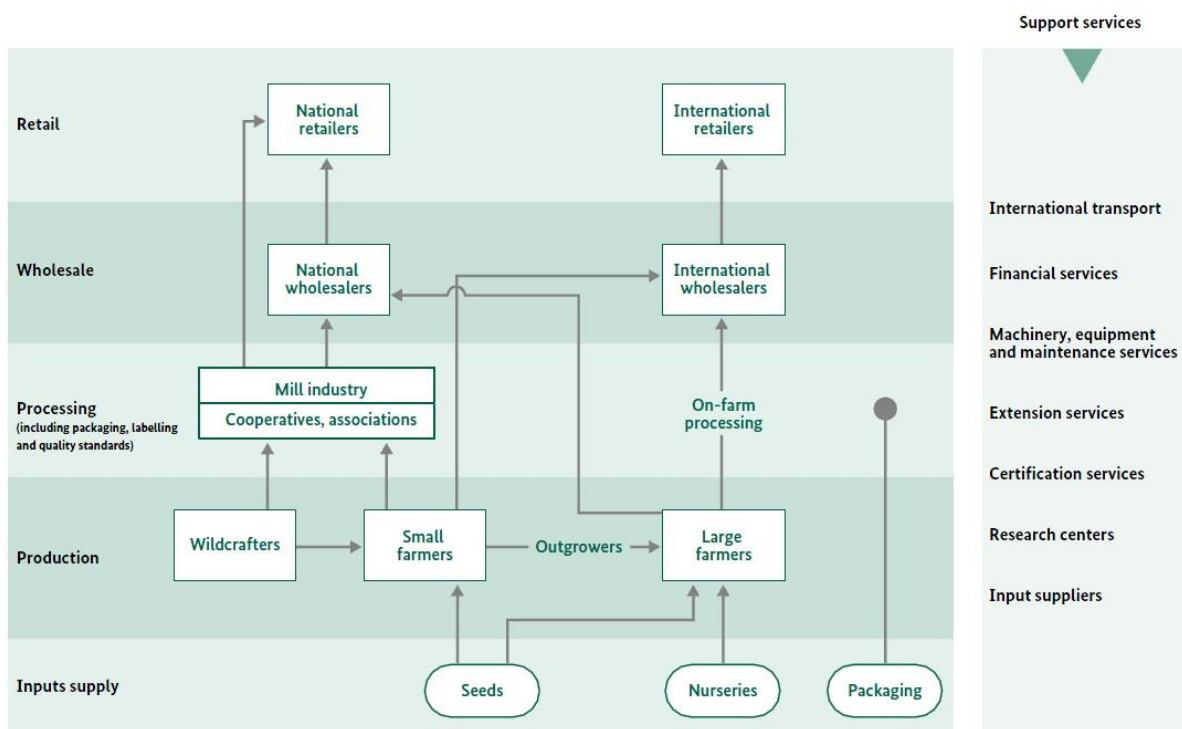 Support services
Retail
National
retailers
International
retailers
Wholesale
National
wholesalers
International
wholesalers
Processing
(including packaging, labelling
and quality standards)
Mill industry
Cooperatives, associations
On-farm
processing
Production
Wildcrafters
Small
farmers
Outgrowers
Large
farmers
Inputs supply
Seeds
Nurseries
Packaging
International transport
Financial services
Machinery, equipment
and maintenance services
Extension services
Certification services
Research centers
Input suppliers